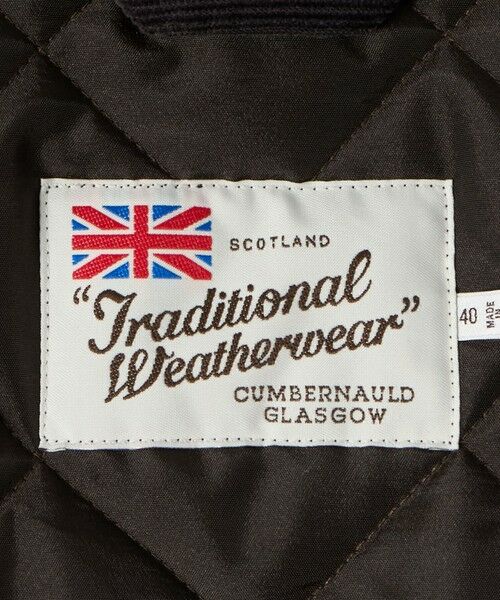 SCOTLAND
"Traditional
Weatherwear"
CUMBERNAULD
GLASGOW
40
MADE
IN